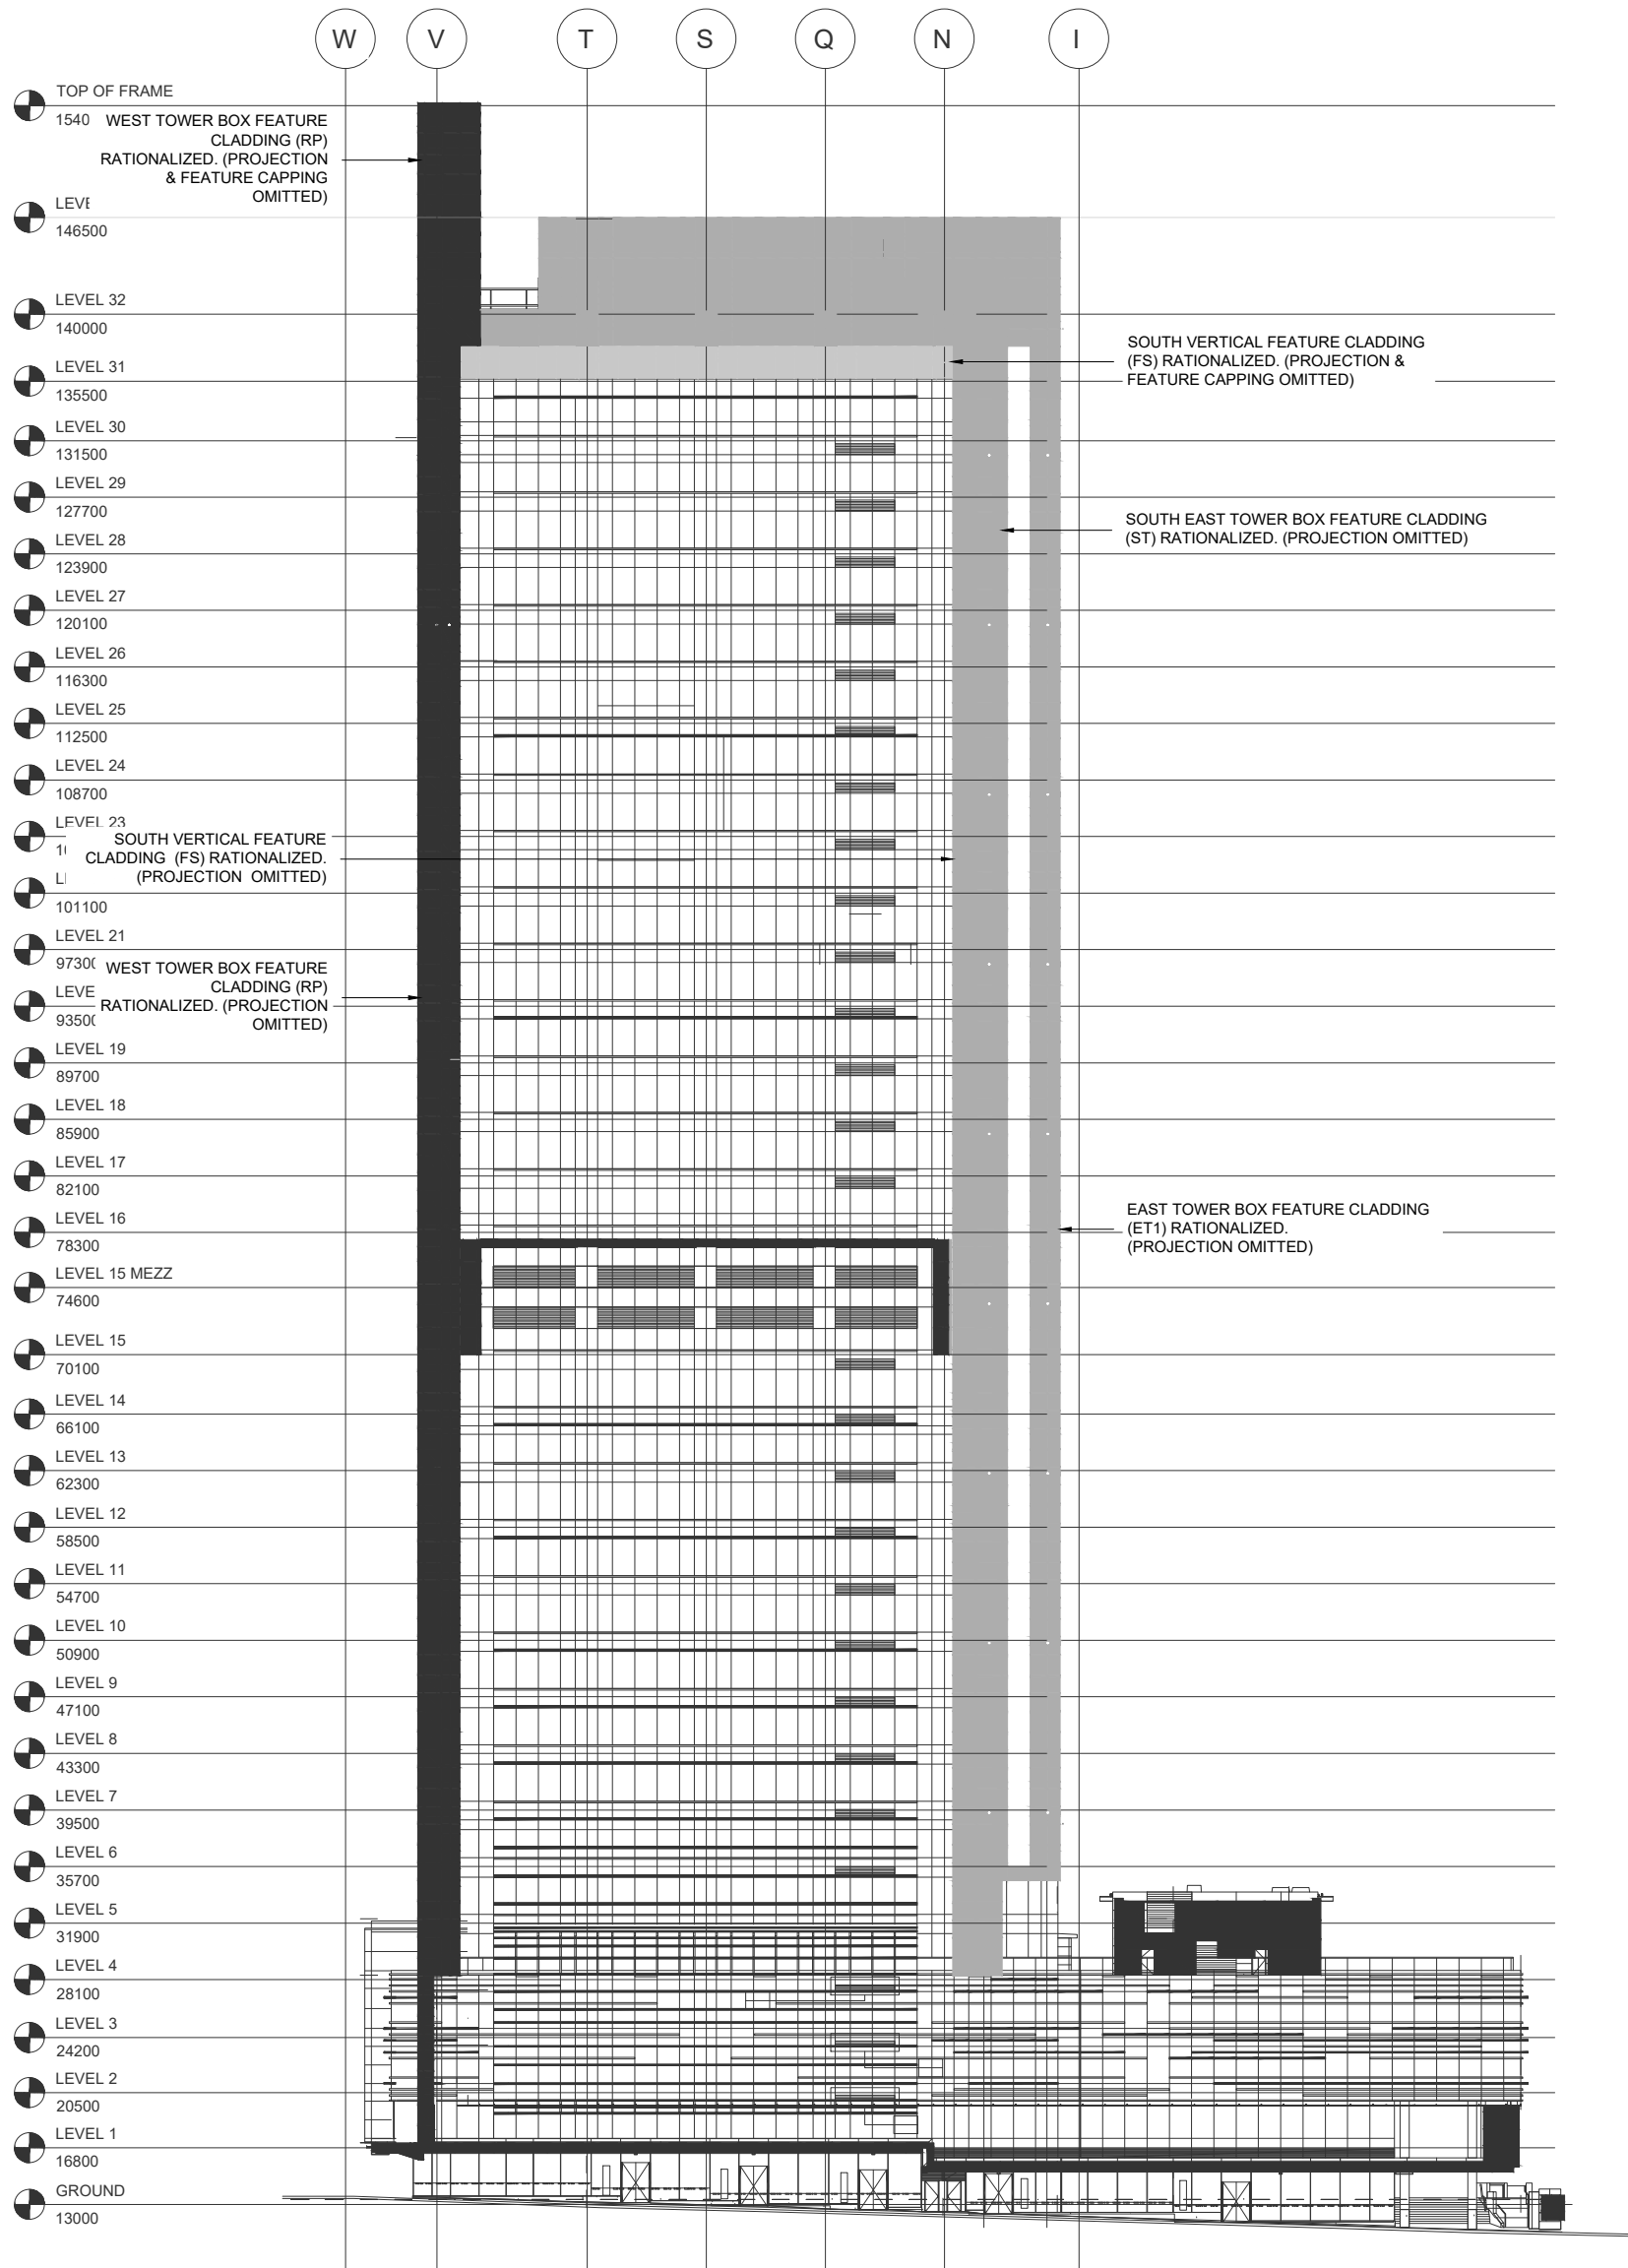 W
V
T
S
Q
N
I
TOP OF FRAME
1540
WEST TOWER BOX FEATURE
CLADDING (RP)
RATIONALIZED. (PROJECTION
& FEATURE CAPPING
OMITTED)
146500
LEVEL 32
140000
SOUTH VERTICAL FEATURE CLADDING
(FS) RATIONALIZED. (PROJECTION &
FEATURE CAPPING OMITTED)
LEVEL 31
135500
LEVEL 30
131500
LEVEL 29
127700
SOUTH EAST TOWER BOX FEATURE CLADDING
(ST) RATIONALIZED. (PROJECTION OMITTED)
LEVEL 28
123900
LEVEL 27
120100
LEVEL 26
116300
LEVEL 25
112500
LEVEL 24
108700
LEVEL 23
SOUTH VERTICAL FEATURE
CLADDING (FS) RATIONALIZED.
(PROJECTION OMITTED)
101100
LEVEL 21
9730
WEST TOWER BOX FEATURE
CLADDING (RP)
RATIONALIZED. (PROJECTION
OMITTED)
LEVE
9350
LEVEL 19
89700
LEVEL 18
85900
LEVEL 17
82100
LEVEL 16
78300
EAST TOWER BOX FEATURE CLADDING
(ET1) RATIONALIZED.
(PROJECTION OMITTED)
LEVEL 15 MEZZ
74600
LEVEL 15
70100
LEVEL 14
66100
LEVEL 13
62300
LEVEL 12
58500
LEVEL 11
54700
LEVEL 10
50900
LEVEL 9
47100
LEVEL 8
43300
LEVEL 7
39500
LEVEL 6
35700
LEVEL 5
31900
LEVEL 4
28100
LEVEL 3
24200
LEVEL 2
20500
LEVEL 1
16800
GROUND
13000